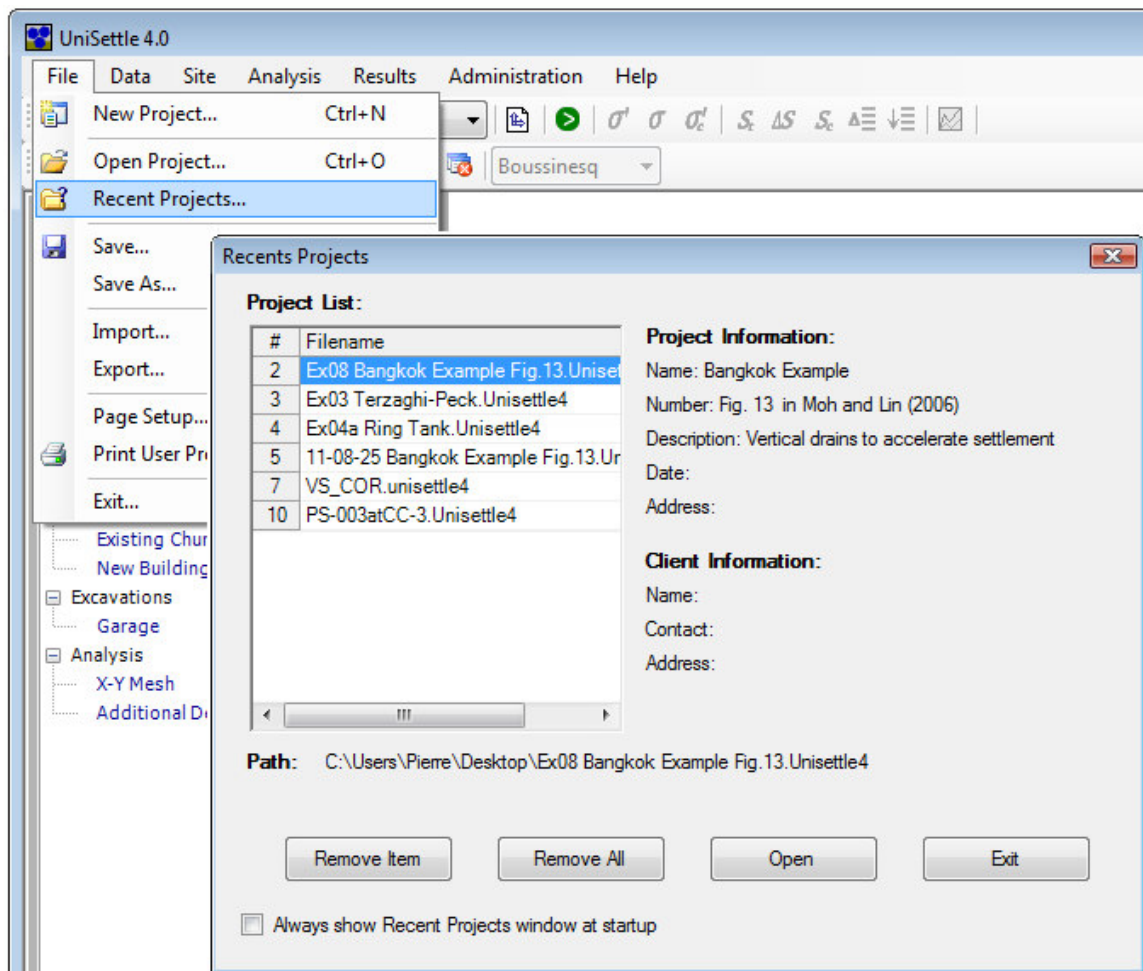 UniSettle 4.0
File Data Site Analysis Results Administration Help
New Project... Ctrl+N
Open Project... Ctrl+O
Boussinesq
Recent Projects...
Save...
Save As...
Import...
Export...
Page Setup...
Print User
Exit...
Existing
New Building
Excavations
Garage
Analysis
X-Y Mesh
Additional
Recents Projects
Project List:
# Filename
2 Ex08 Bangkok Example Fig.13.Uniset
3 Ex03 Terzaghi-Peck.Unisettle4
4 Ex04a Ring Tank.Unisettle4
5 11-08-25 Bangkok Example Fig.13.Un
7 VS_COR.unisettle4
10 PS-003atCC-3.Unisettle4
Project Information:
Name: Bangkok Example
Number: Fig. 13 in Moh and Lin (2006)
Description: Vertical drains to accelerate settlement
Date:
Address:
Client Information:
Name:
Contact:
Address:
Path: C:\Users\Pierre\Desktop\Ex08 Bangkok Example Fig.13.Unisettle4
Remove Item Remove All Open Exit
Always show Recent Projects window at startup